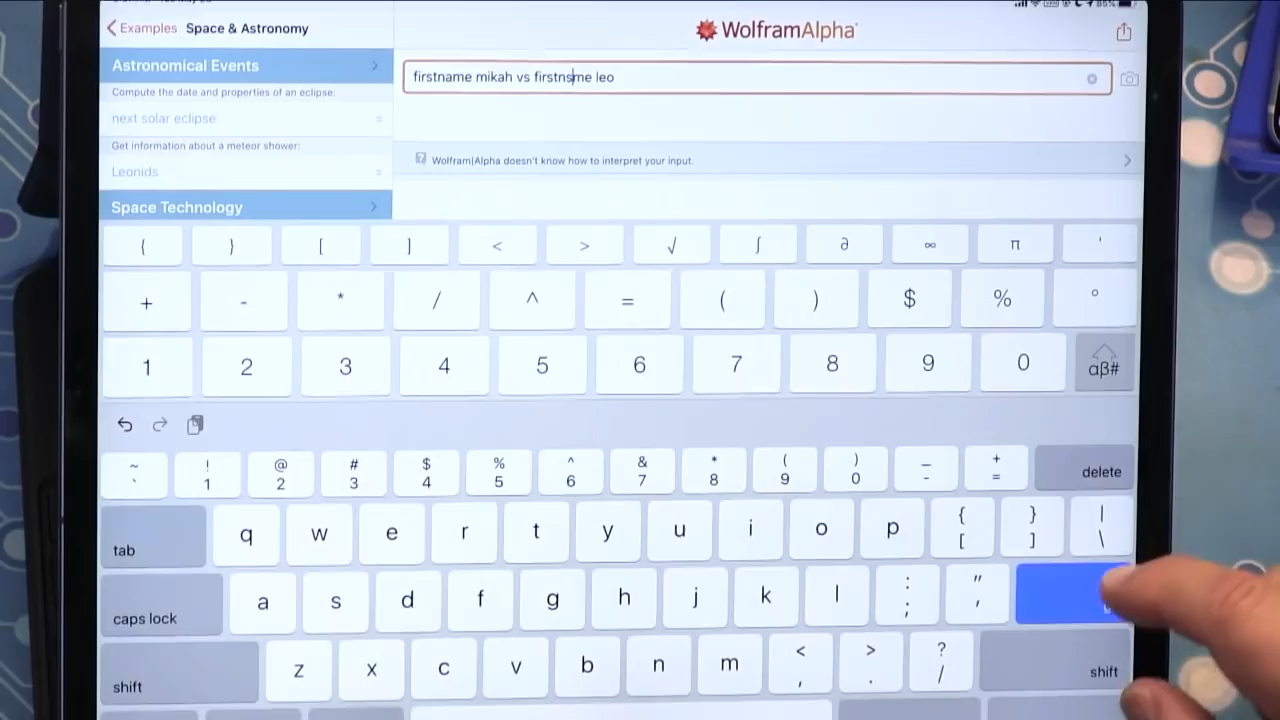 Examples Space & Astronomy
WolframAlpha
Astronomical Events
Compute the date and properties of an eclipse:
next solar eclipse =
Get information about a meteor shower:
Leonids =
Space Technology
firstname mikah vs firstnsme leo
Wolfram|Alpha doesn't know how to interpret your input.
{ } [ ] < > √ ∫ ∂ ∞ π '
+ - * / ^ = ( ) $ % °
1 2 3 4 5 6 7 8 9 0 αβ#
~ ! @ # $ % ^ & * ( ) _ +
` 1 2 3 4 5 6 7 8 9 0 - = delete
tab q w e r t y u i o p { [ } ] | \
caps lock a s d f g h j k l : ; " '
shift z x c v b n m < , > . ? / shift